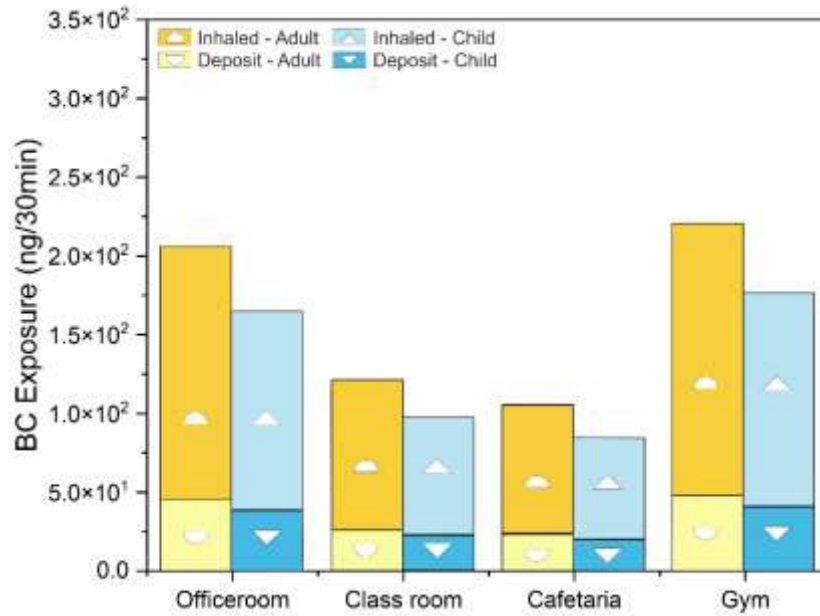 3.5×10²
Inhaled - Adult Inhaled - Child
Deposit - Adult Deposit - Child
3.0×10²
2.5×10²
2.0×10²
1.5×10²
1.0×10²
5.0×10¹
0.0
BC Exposure (ng/30min)
Officeroom Class room Cafetaria Gym